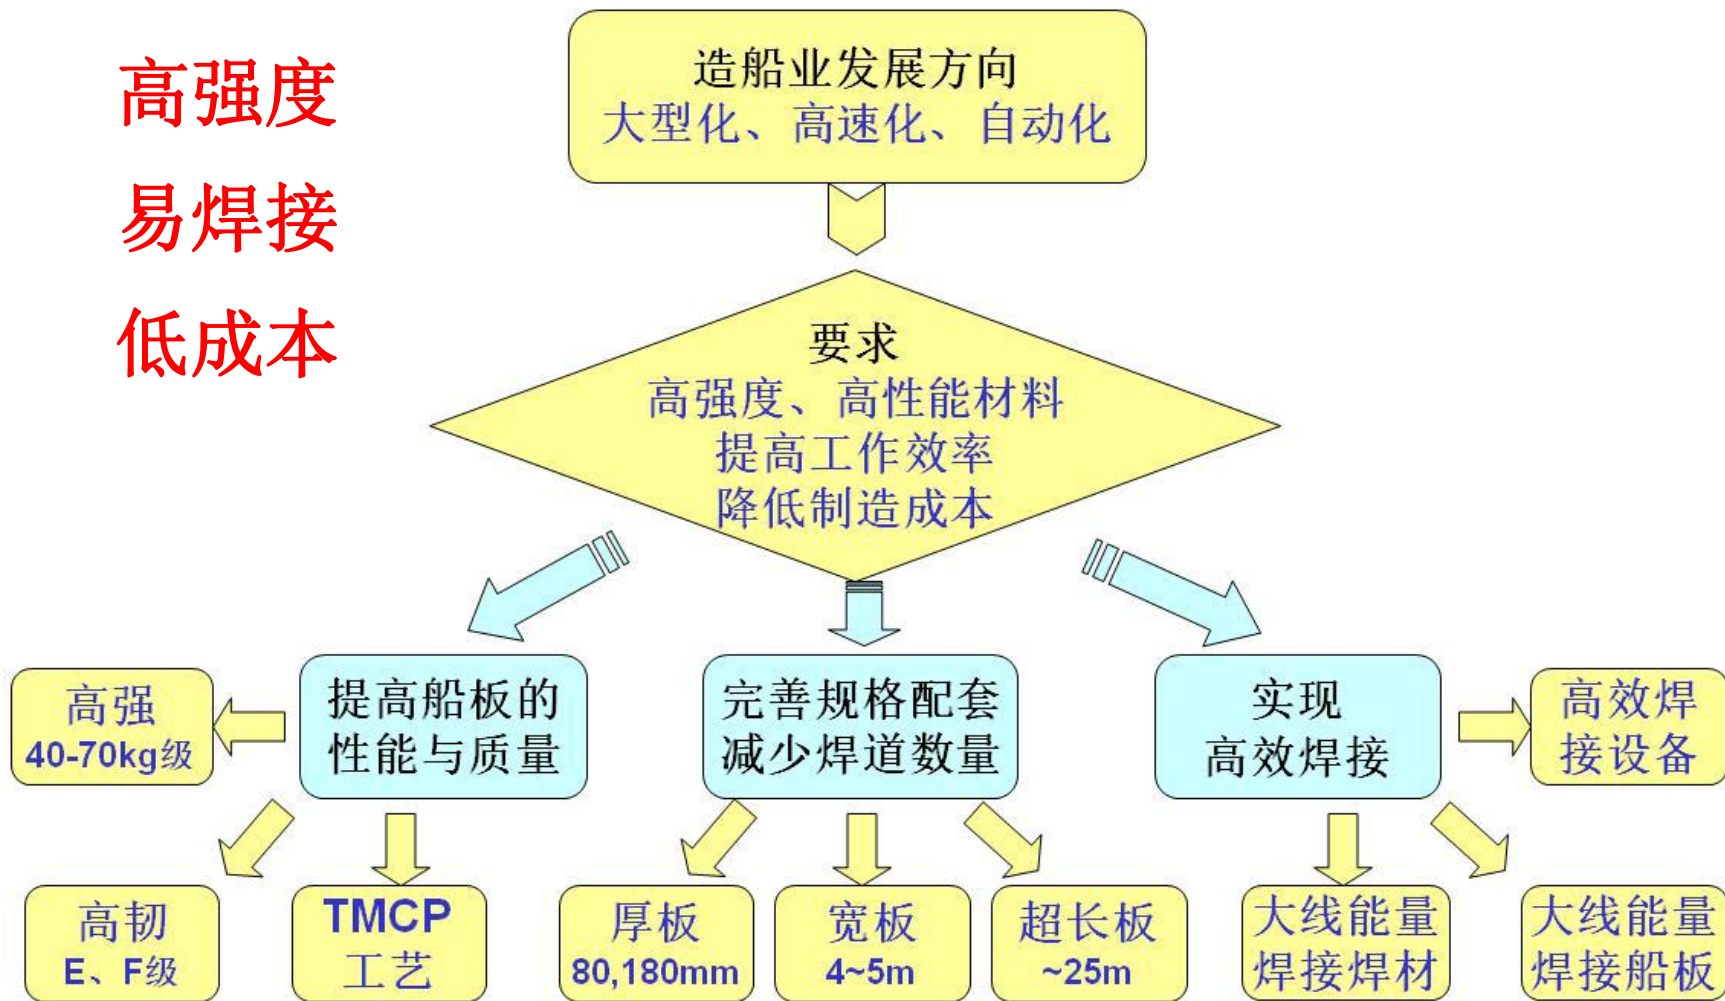 高强度
易焊接
低成本
造船业发展方向
大型化、高速化、自动化
要求
高强度、高性能材料
提高工作效率
降低制造成本
高强
40-70kg级
提高船板的
性能与质量
完善规格配套
减少焊道数量
实现
高效焊接
高效焊
接设备
高韧
E、F级
TMCP
工艺
厚板
80,180mm
宽板
4~5m
超长板
~25m
大线能量
焊接焊材
大线能量
焊接船板